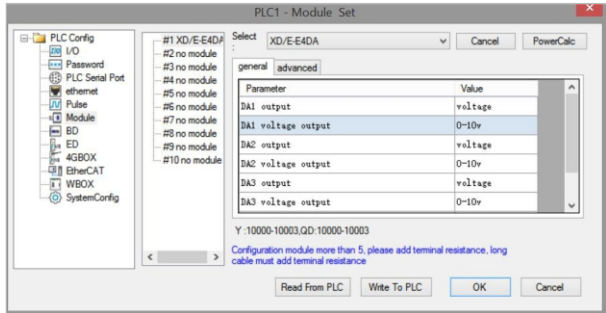 PLC1 - Module Set
PLC Config
I/O
Password
PLC Serial Port
ethernet
Pulse
Module
BD
ED
4GBOX
EtherCAT
WBOX
SystemConfig
#1 XD/E-E4DA
#2 no module
#3 no module
#4 no module
#5 no module
#6 no module
#7 no module
#8 no module
#9 no module
#10 no module
Select : XD/E-E4DA Cancel PowerCalc
general advanced
Parameter Value
DA1 output voltage
DA1 voltage output 0-10v
DA2 output voltage
DA2 voltage output 0-10v
DA3 output voltage
DA3 voltage output 0-10v
Y :10000-10003,QD:10000-10003
Configuration module more than 5, please add terminal resistance, long
cable must add terminal resistance
Read From PLC Write To PLC OK Cancel